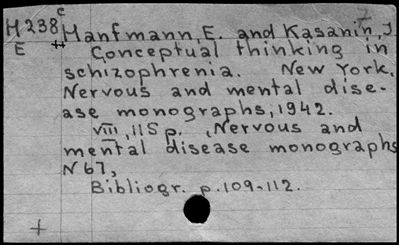 H238 c Hanfmann, E. and Kasanin, J.
E Conceptual thinking in
schizophrenia. New York,
Nervous and mental dise-
ase monographs, 1942.
VIII, 115 p. , Nervous and
mental disease monographs
N 67,
Bibliogr. p. 109-112.